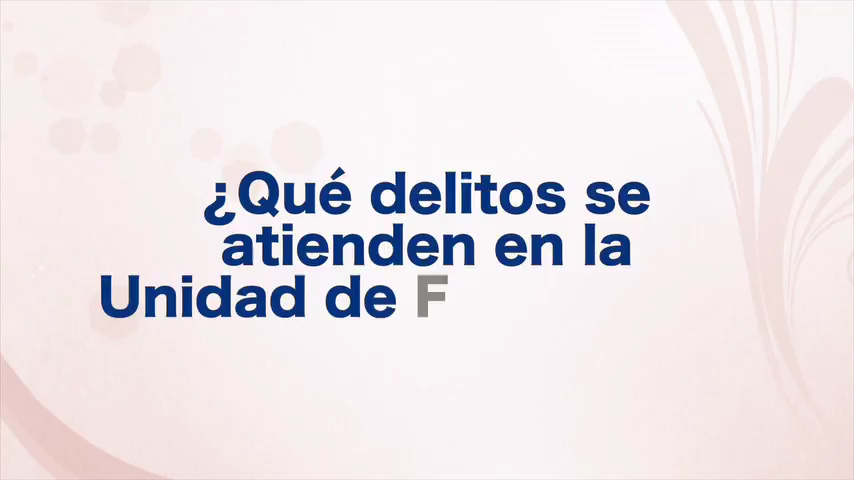 ¿Qué delitos se
atienden en la
Unidad de F